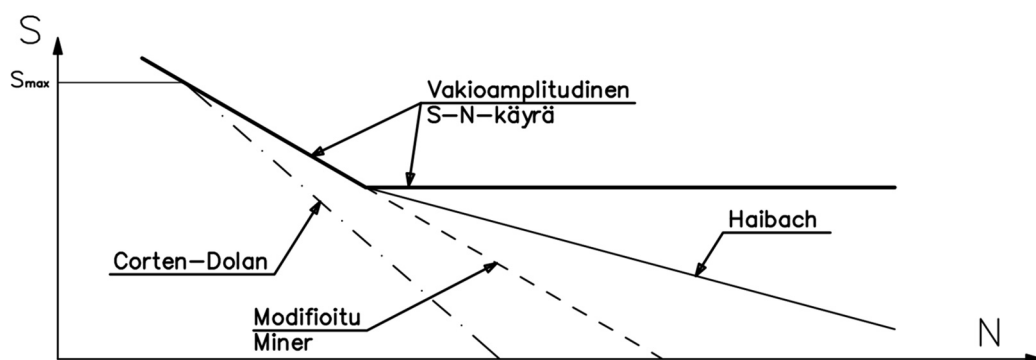 S
Smax
Vakioamplitudinen
S-N-käyrä
Haibach
Corten-Dolan
Modifioitu
Miner
N